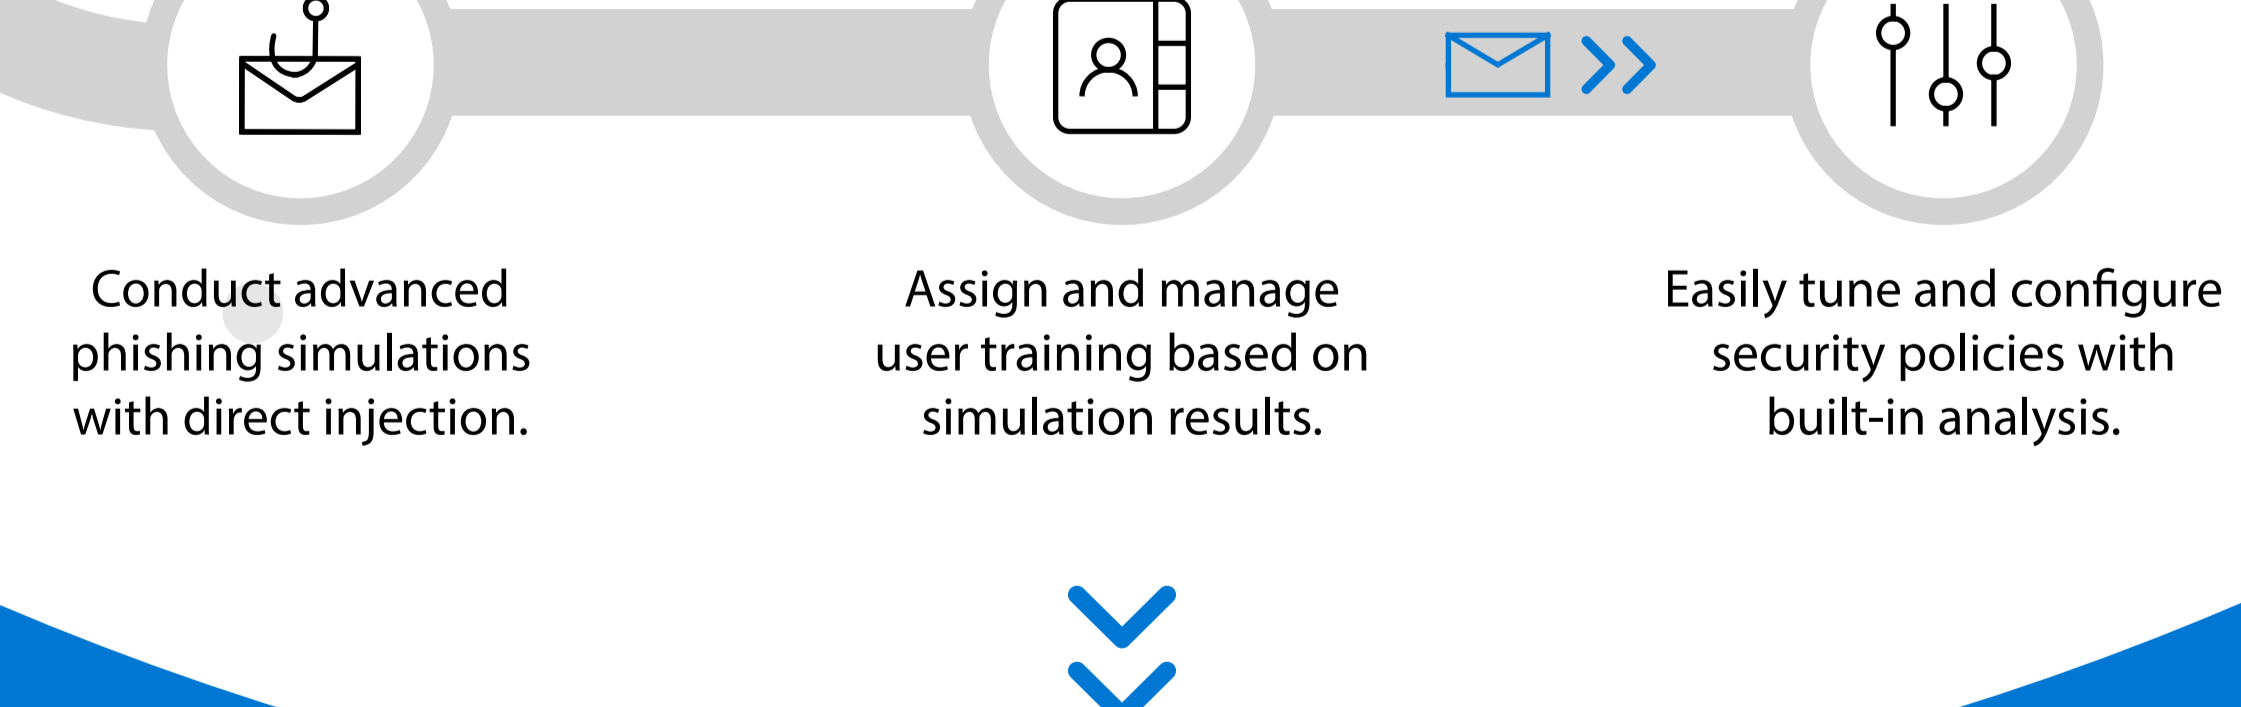 Conduct advanced
phishing simulations
with direct injection.
Assign and manage
user training based on
simulation results.
Easily tune and configure
security policies with
built-in analysis.